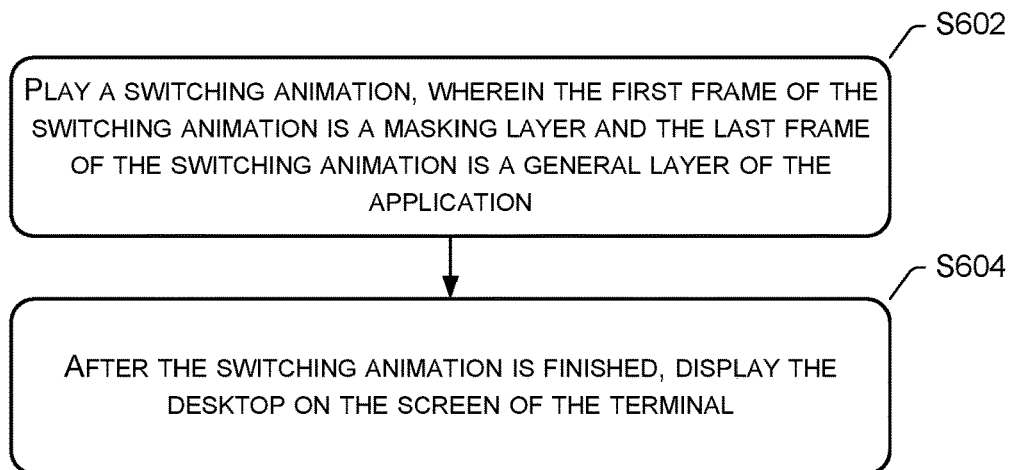 S602
PLAY A SWITCHING ANIMATION, WHEREIN THE FIRST FRAME OF THE
SWITCHING ANIMATION IS A MASKING LAYER AND THE LAST FRAME
OF THE SWITCHING ANIMATION IS A GENERAL LAYER OF THE
APPLICATION
S604
AFTER THE SWITCHING ANIMATION IS FINISHED, DISPLAY THE
DESKTOP ON THE SCREEN OF THE TERMINAL